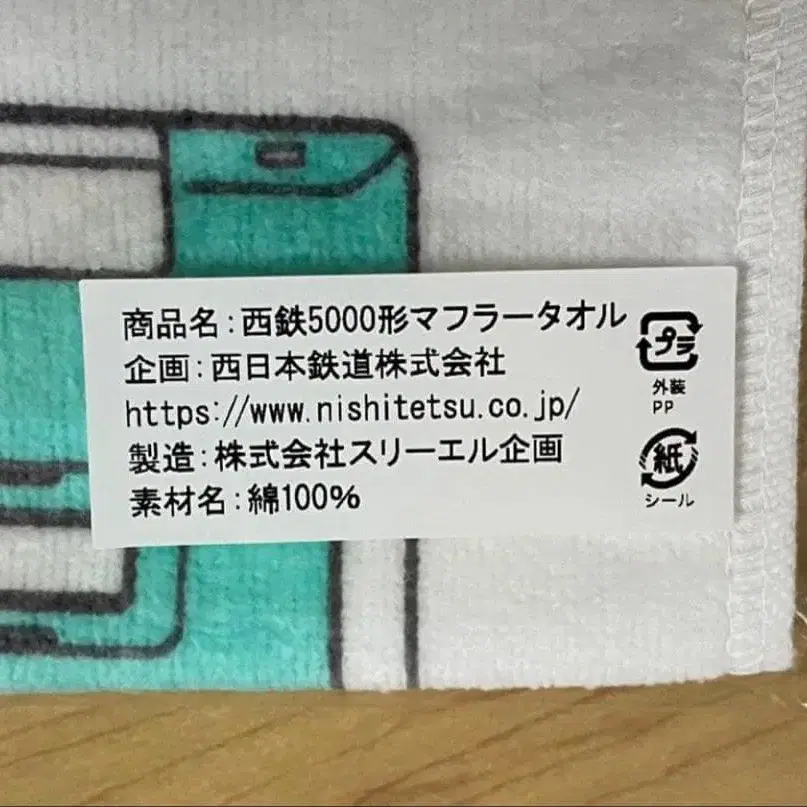 商品名:西鉄5000形マフラータオル
企画:西日本鉄道株式会社
https://www.nishitetsu.co.jp/
製造:株式会社スリーエル企画
素材名:綿100%
プラ
外装
PP
紙
シール